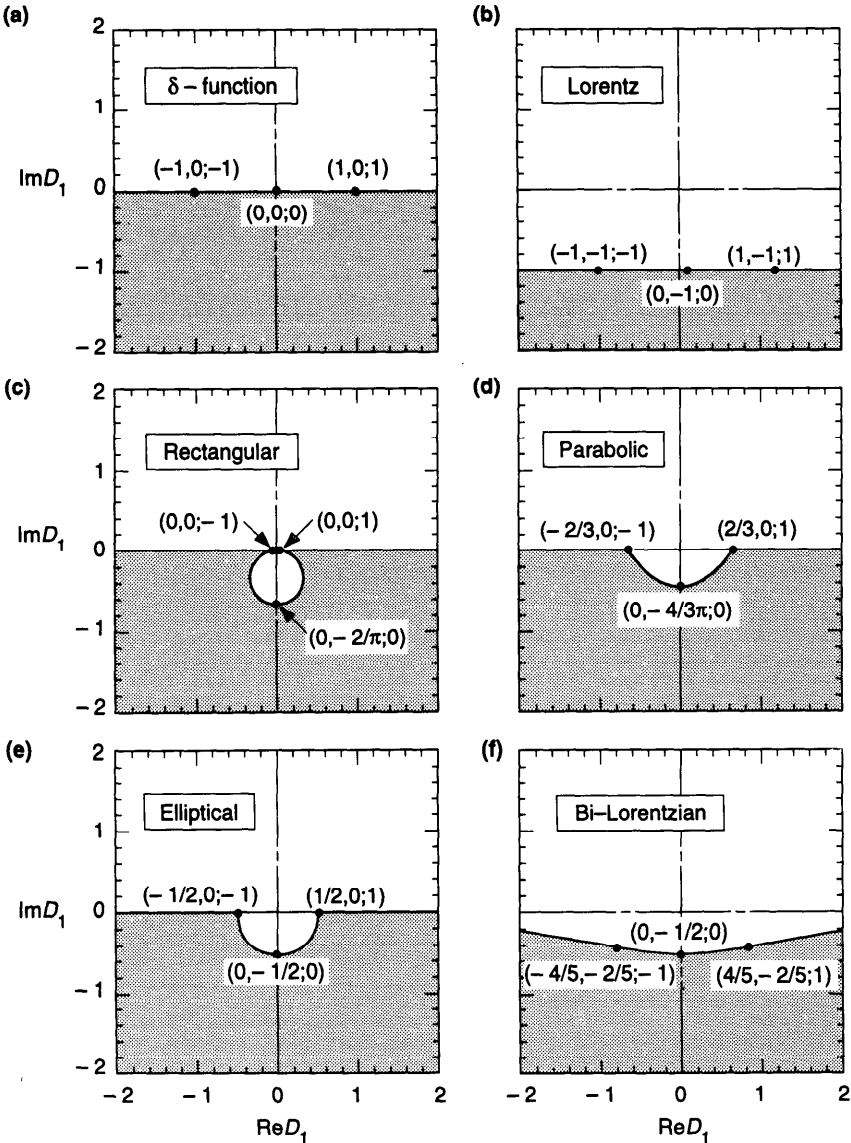 (a)
2
1
0
−1
−2
ImD₁
δ – function
(−1,0;−1)
(1,0;1)
(0,0;0)
(b)
Lorentz
(−1,−1;−1)
(1,−1;1)
(0,−1;0)
(c)
2
1
0
−1
−2
ImD₁
Rectangular
(0,0;−1)
(0,0;1)
(0,−2/π;0)
(d)
Parabolic
(−2/3,0;−1)
(2/3,0;1)
(0,−4/3π;0)
(e)
2
1
0
−1
−2
ImD₁
Elliptical
(−1/2,0;−1)
(1/2,0;1)
(0,−1/2;0)
−2 −1 0 1 2
ReD₁
(f)
Bi–Lorentzian
(0,−1/2;0)
(−4/5,−2/5;−1)
(4/5,−2/5;1)
−2 −1 0 1 2
ReD₁